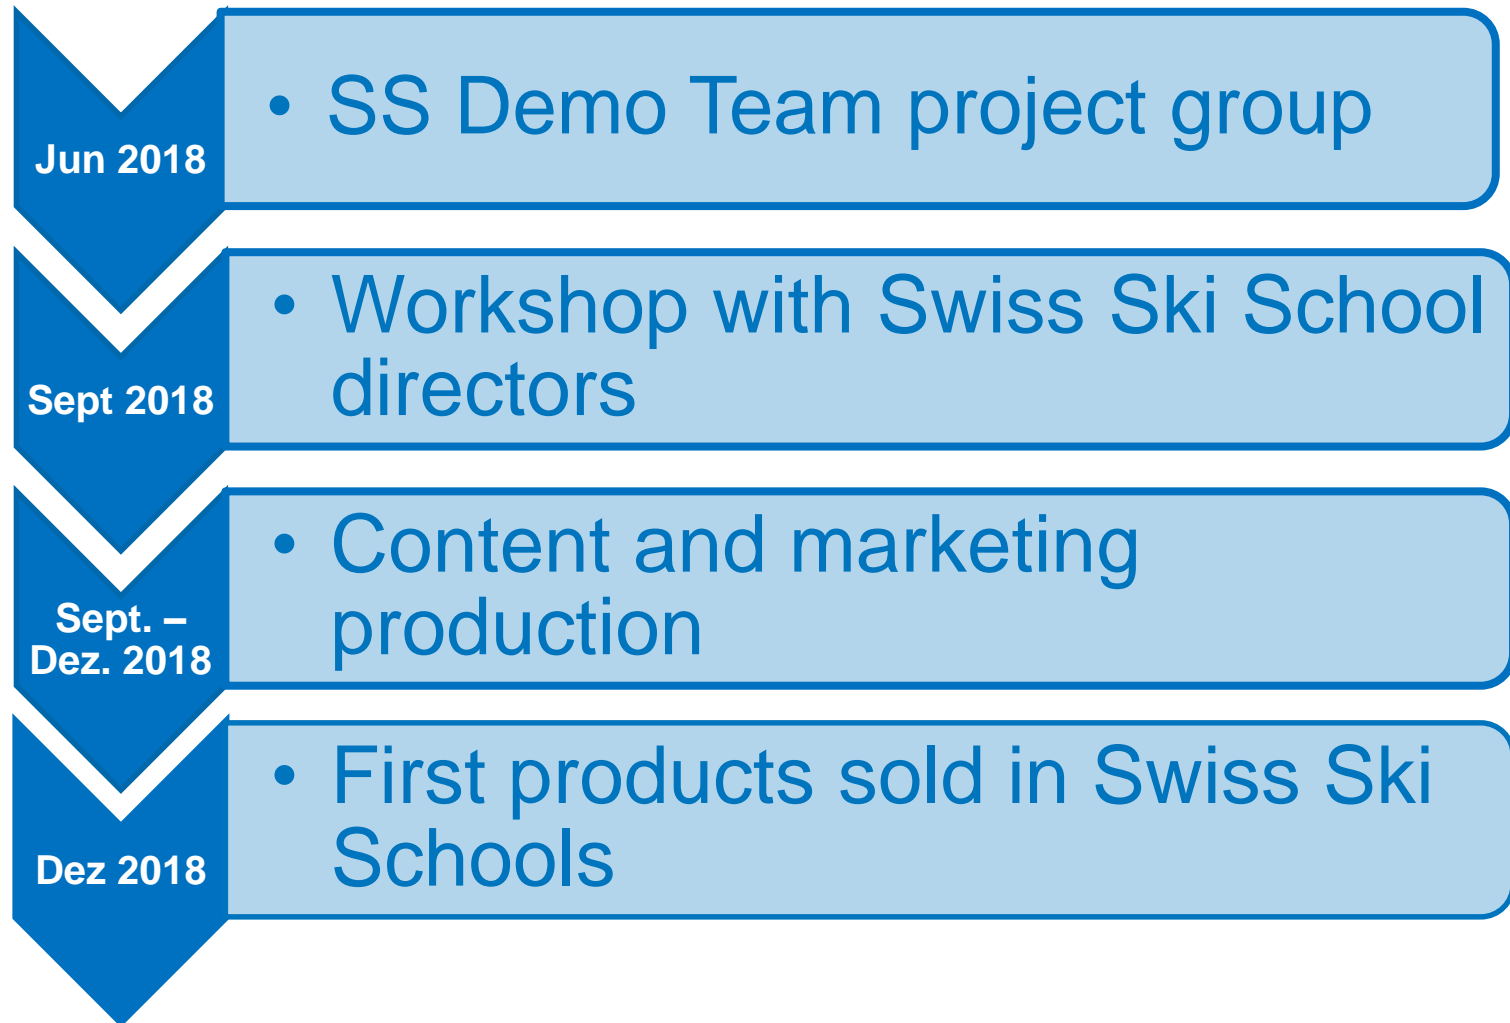 Jun 2018
• SS Demo Team project group
Sept 2018
• Workshop with Swiss Ski School
directors
Sept. –
Dez. 2018
• Content and marketing
production
Dez 2018
• First products sold in Swiss Ski
Schools